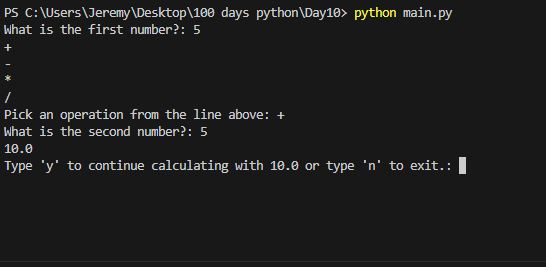 PS C:\Users\Jeremy\Desktop\100 days python\Day10> python main.py
What is the first number?: 5
+
-
*
/
Pick an operation from the line above: +
What is the second number?: 5
10.0
Type 'y' to continue calculating with 10.0 or type 'n' to exit.: